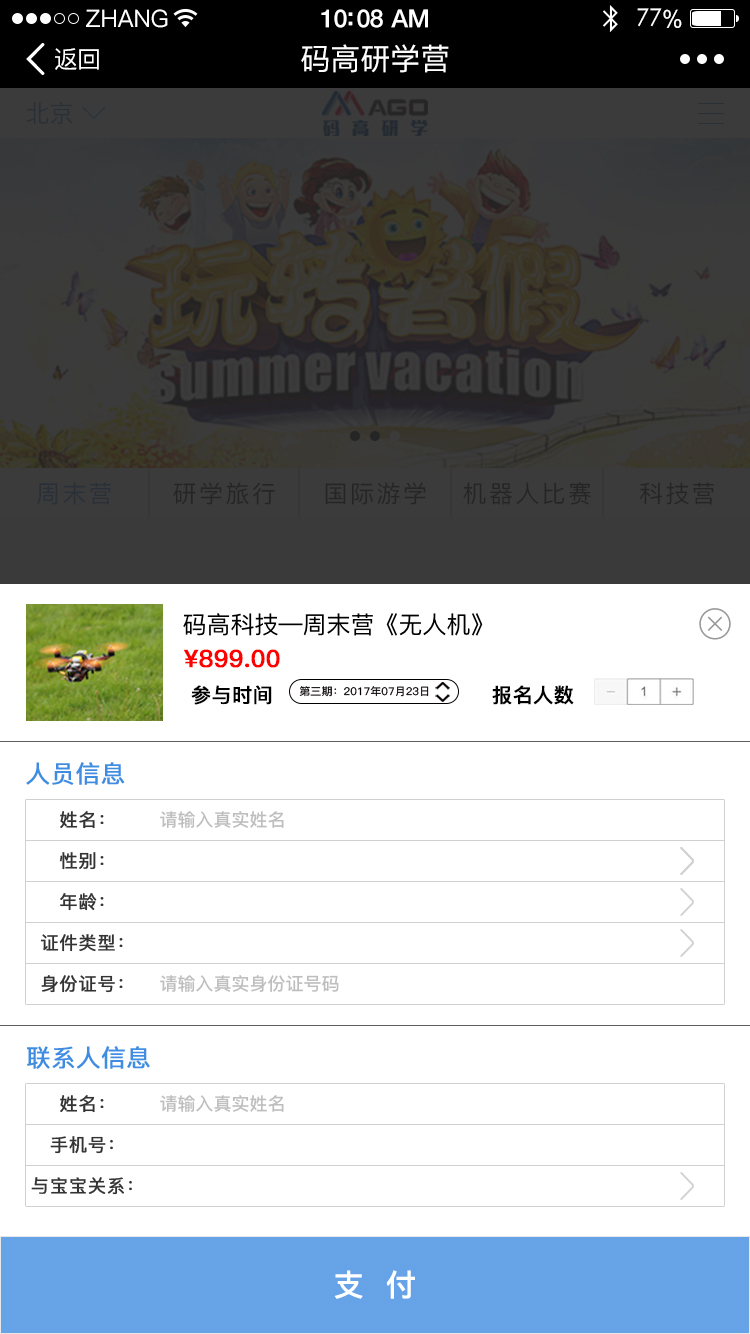 ZHANG 10:08 AM 77%
返回 码高研学营
北京 MAGO
码高研学
玩转暑假
summer vacation
周末营 研学旅行 国际游学 机器人比赛 科技营
码高科技—周末营《无人机》
¥899.00
参与时间 第三期：2017年07月23日 报名人数 − 1 +
人员信息
姓名： 请输入真实姓名
性别：
年龄：
证件类型：
身份证号： 请输入真实身份证号码
联系人信息
姓名： 请输入真实姓名
手机号：
与宝宝关系：
支 付